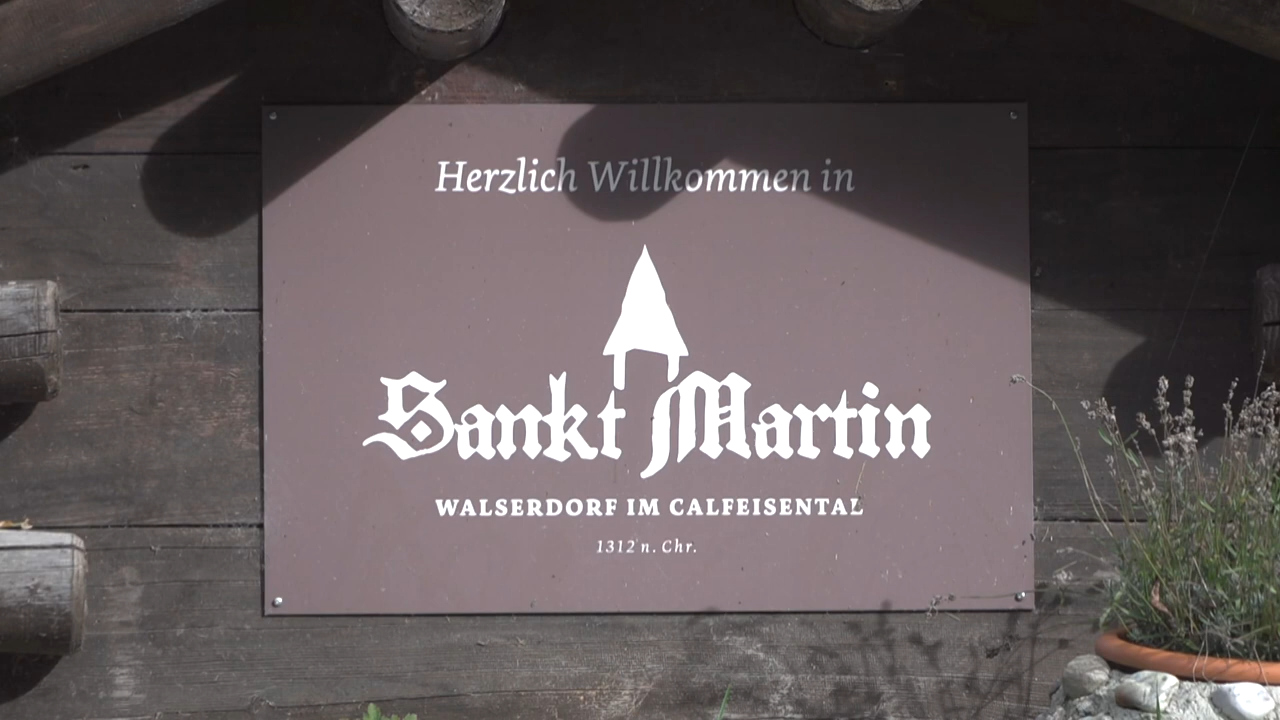 Herzlich Willkommen in
Sankt Martin
WALSERDORF IM CALFEISENTAL
1312 n. Chr.